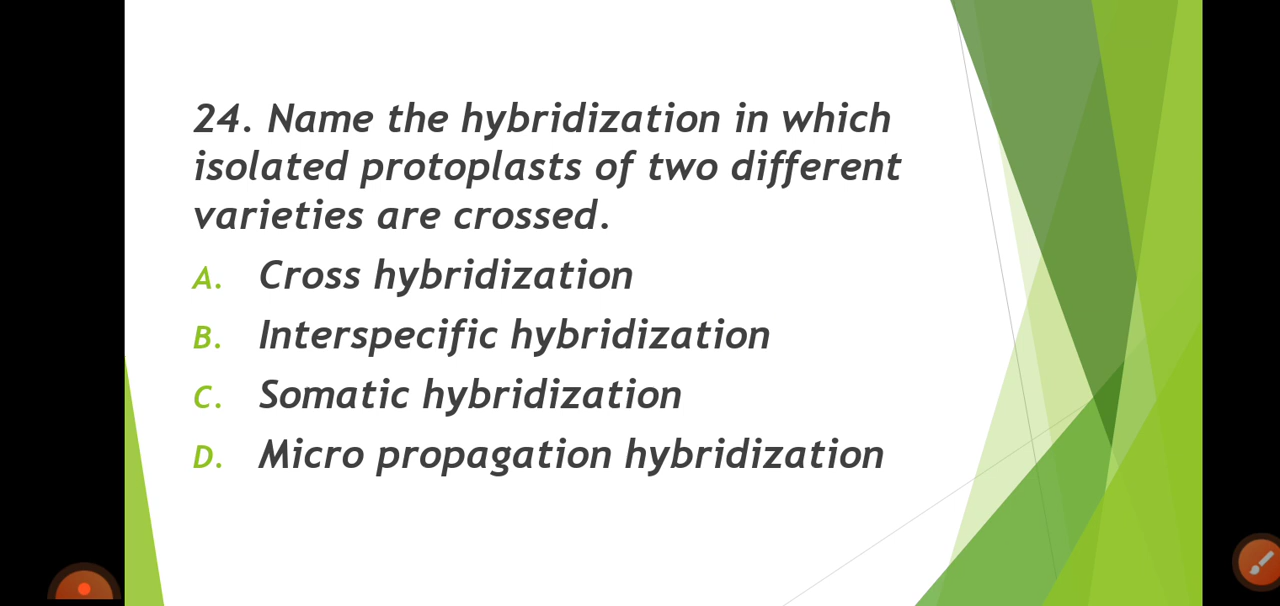 24. Name the hybridization in which
isolated protoplasts of two different
varieties are crossed.
A. Cross hybridization
B. Interspecific hybridization
C. Somatic hybridization
D. Micro propagation hybridization